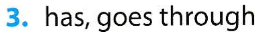 3. has, goes through